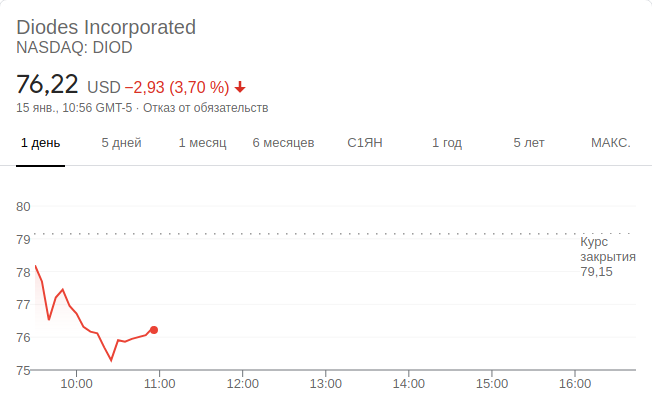 Diodes Incorporated
NASDAQ: DIOD
76,22 USD −2,93 (3,70 %)
15 янв., 10:56 GMT-5 · Отказ от обязательств
1 день 5 дней 1 месяц 6 месяцев С1ЯН 1 год 5 лет МАКС.
80
79
78
77
76
75
Курс
закрытия
79,15
10:00 11:00 12:00 13:00 14:00 15:00 16:00